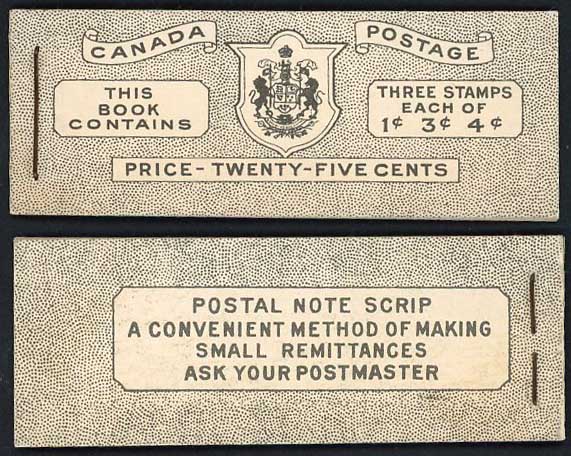 CANADA POSTAGE
THIS
BOOK
CONTAINS
THREE STAMPS
EACH OF
1¢ 3¢ 4¢
PRICE - TWENTY-FIVE CENTS
POSTAL NOTE SCRIP
A CONVENIENT METHOD OF MAKING
SMALL REMITTANCES
ASK YOUR POSTMASTER